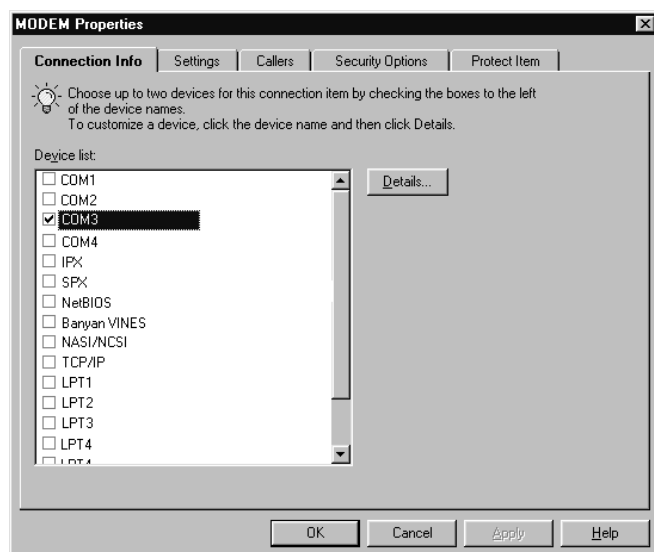 MODEM Properties
Connection Info
Settings
Callers
Security Options
Protect Item
Choose up to two devices for this connection item by checking the boxes to the left
of the device names.
To customize a device, click the device name and then click Details.
Device list:
COM1
Details...
COM2
COM3
COM4
IPX
SPX
NetBIOS
Banyan VINES
NASI/NCSI
TCP/IP
LPT1
LPT2
LPT3
LPT4
OK
Cancel
Apply
Help